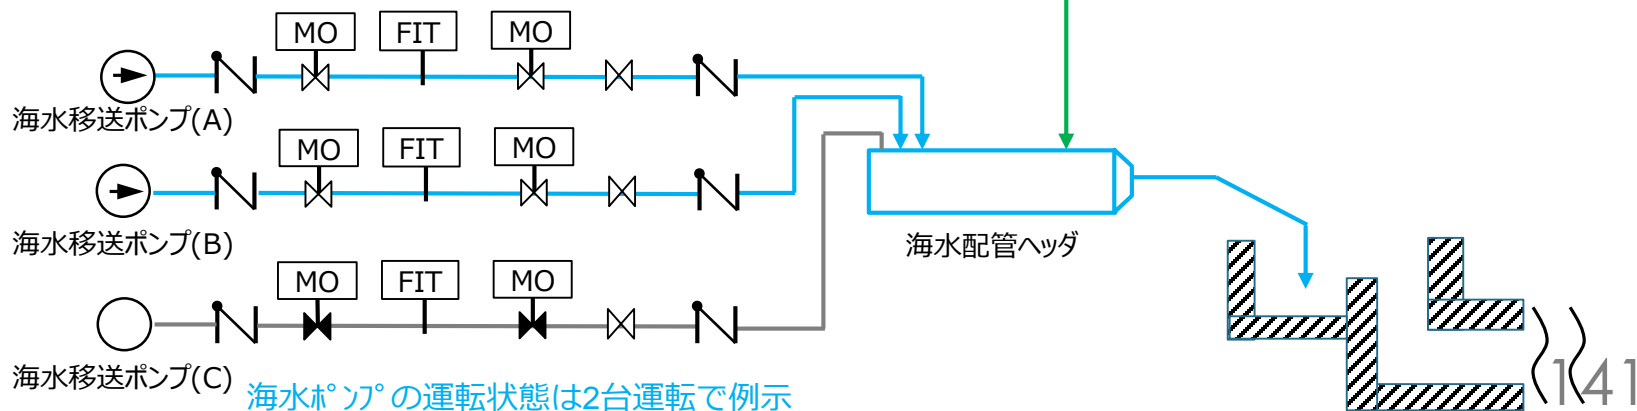 MO FIT MO
海水移送ポンプ(A)
MO FIT MO
海水移送ポンプ(B)
海水配管ヘッダ
MO FIT MO
海水移送ポンプ(C)
海水ﾎﾟﾝﾌﾟの運転状態は2台運転で例示
141